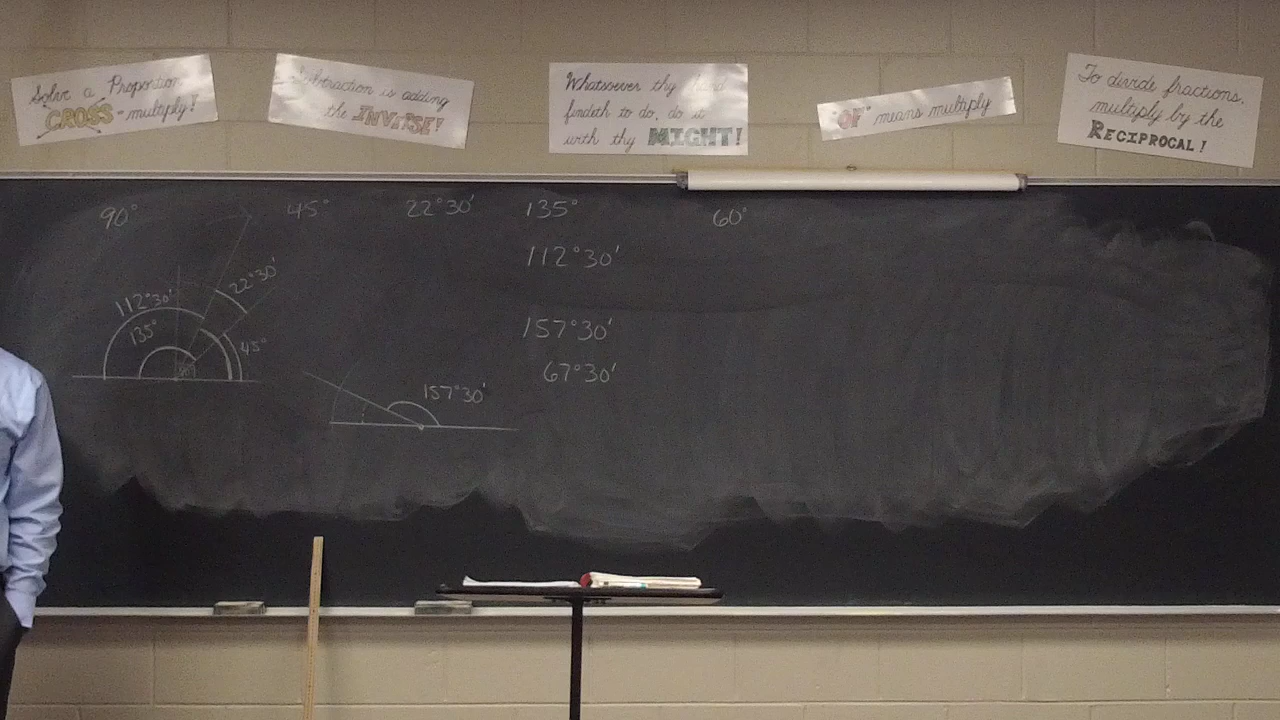 Solve a Proportion
"CROSS"-multiply!
Subtraction is adding
the INVERSE!
Whatsoever thy hand
findeth to do, do it
with thy MIGHT!
"OF" means multiply
To divide fractions,
multiply by the
RECIPROCAL!
90° 45° 22°30' 135° 60°
112°30'
157°30'
67°30'
22°30'
112°30'
135°
45°
157°30'